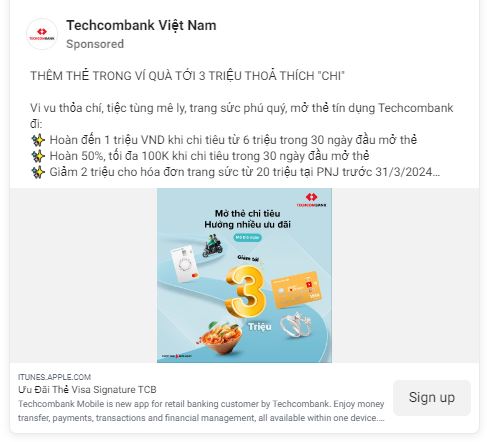 Techcombank Việt Nam
Sponsored
THÊM THẺ TRONG VÍ QUÀ TỚI 3 TRIỆU THOẢ THÍCH "CHI"
Vi vu thỏa chí, tiệc tùng mê ly, trang sức phú quý, mở thẻ tín dụng Techcombank
đi:
✨ Hoàn đến 1 triệu VND khi chi tiêu từ 6 triệu trong 30 ngày đầu mở thẻ
✨ Hoàn 50%, tối đa 100K khi chi tiêu trong 30 ngày đầu mở thẻ
✨ Giảm 2 triệu cho hóa đơn trang sức từ 20 triệu tại PNJ trước 31/3/2024...
TECHCOMBANK
Mở thẻ chi tiêu
Hưởng nhiều ưu đãi
Mở thẻ ngay
Giảm tới
3
Triệu
ITUNES.APPLE.COM
Ưu Đãi Thẻ Visa Signature TCB
Techcombank Mobile is new app for retail banking customer by Techcombank. Enjoy money
transfer, payments, transactions and financial management, all available within one device....
Sign up